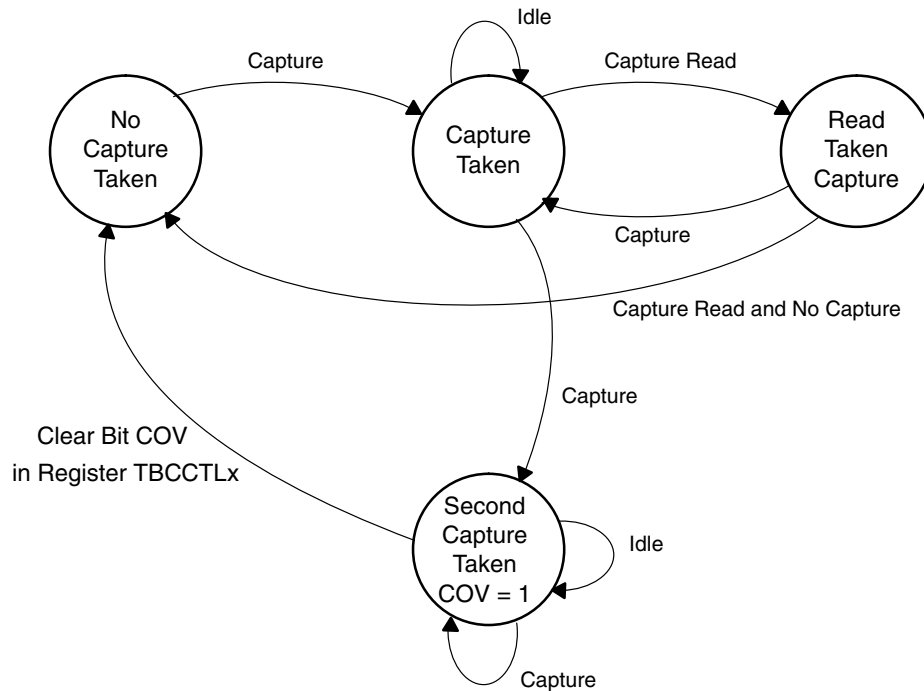 Idle
Capture
Capture Read
No
Capture
Taken
Capture
Taken
Read
Taken
Capture
Capture
Capture Read and No Capture
Capture
Clear Bit COV
in Register TBCCTLx
Second
Capture
Taken
COV = 1
Idle
Capture